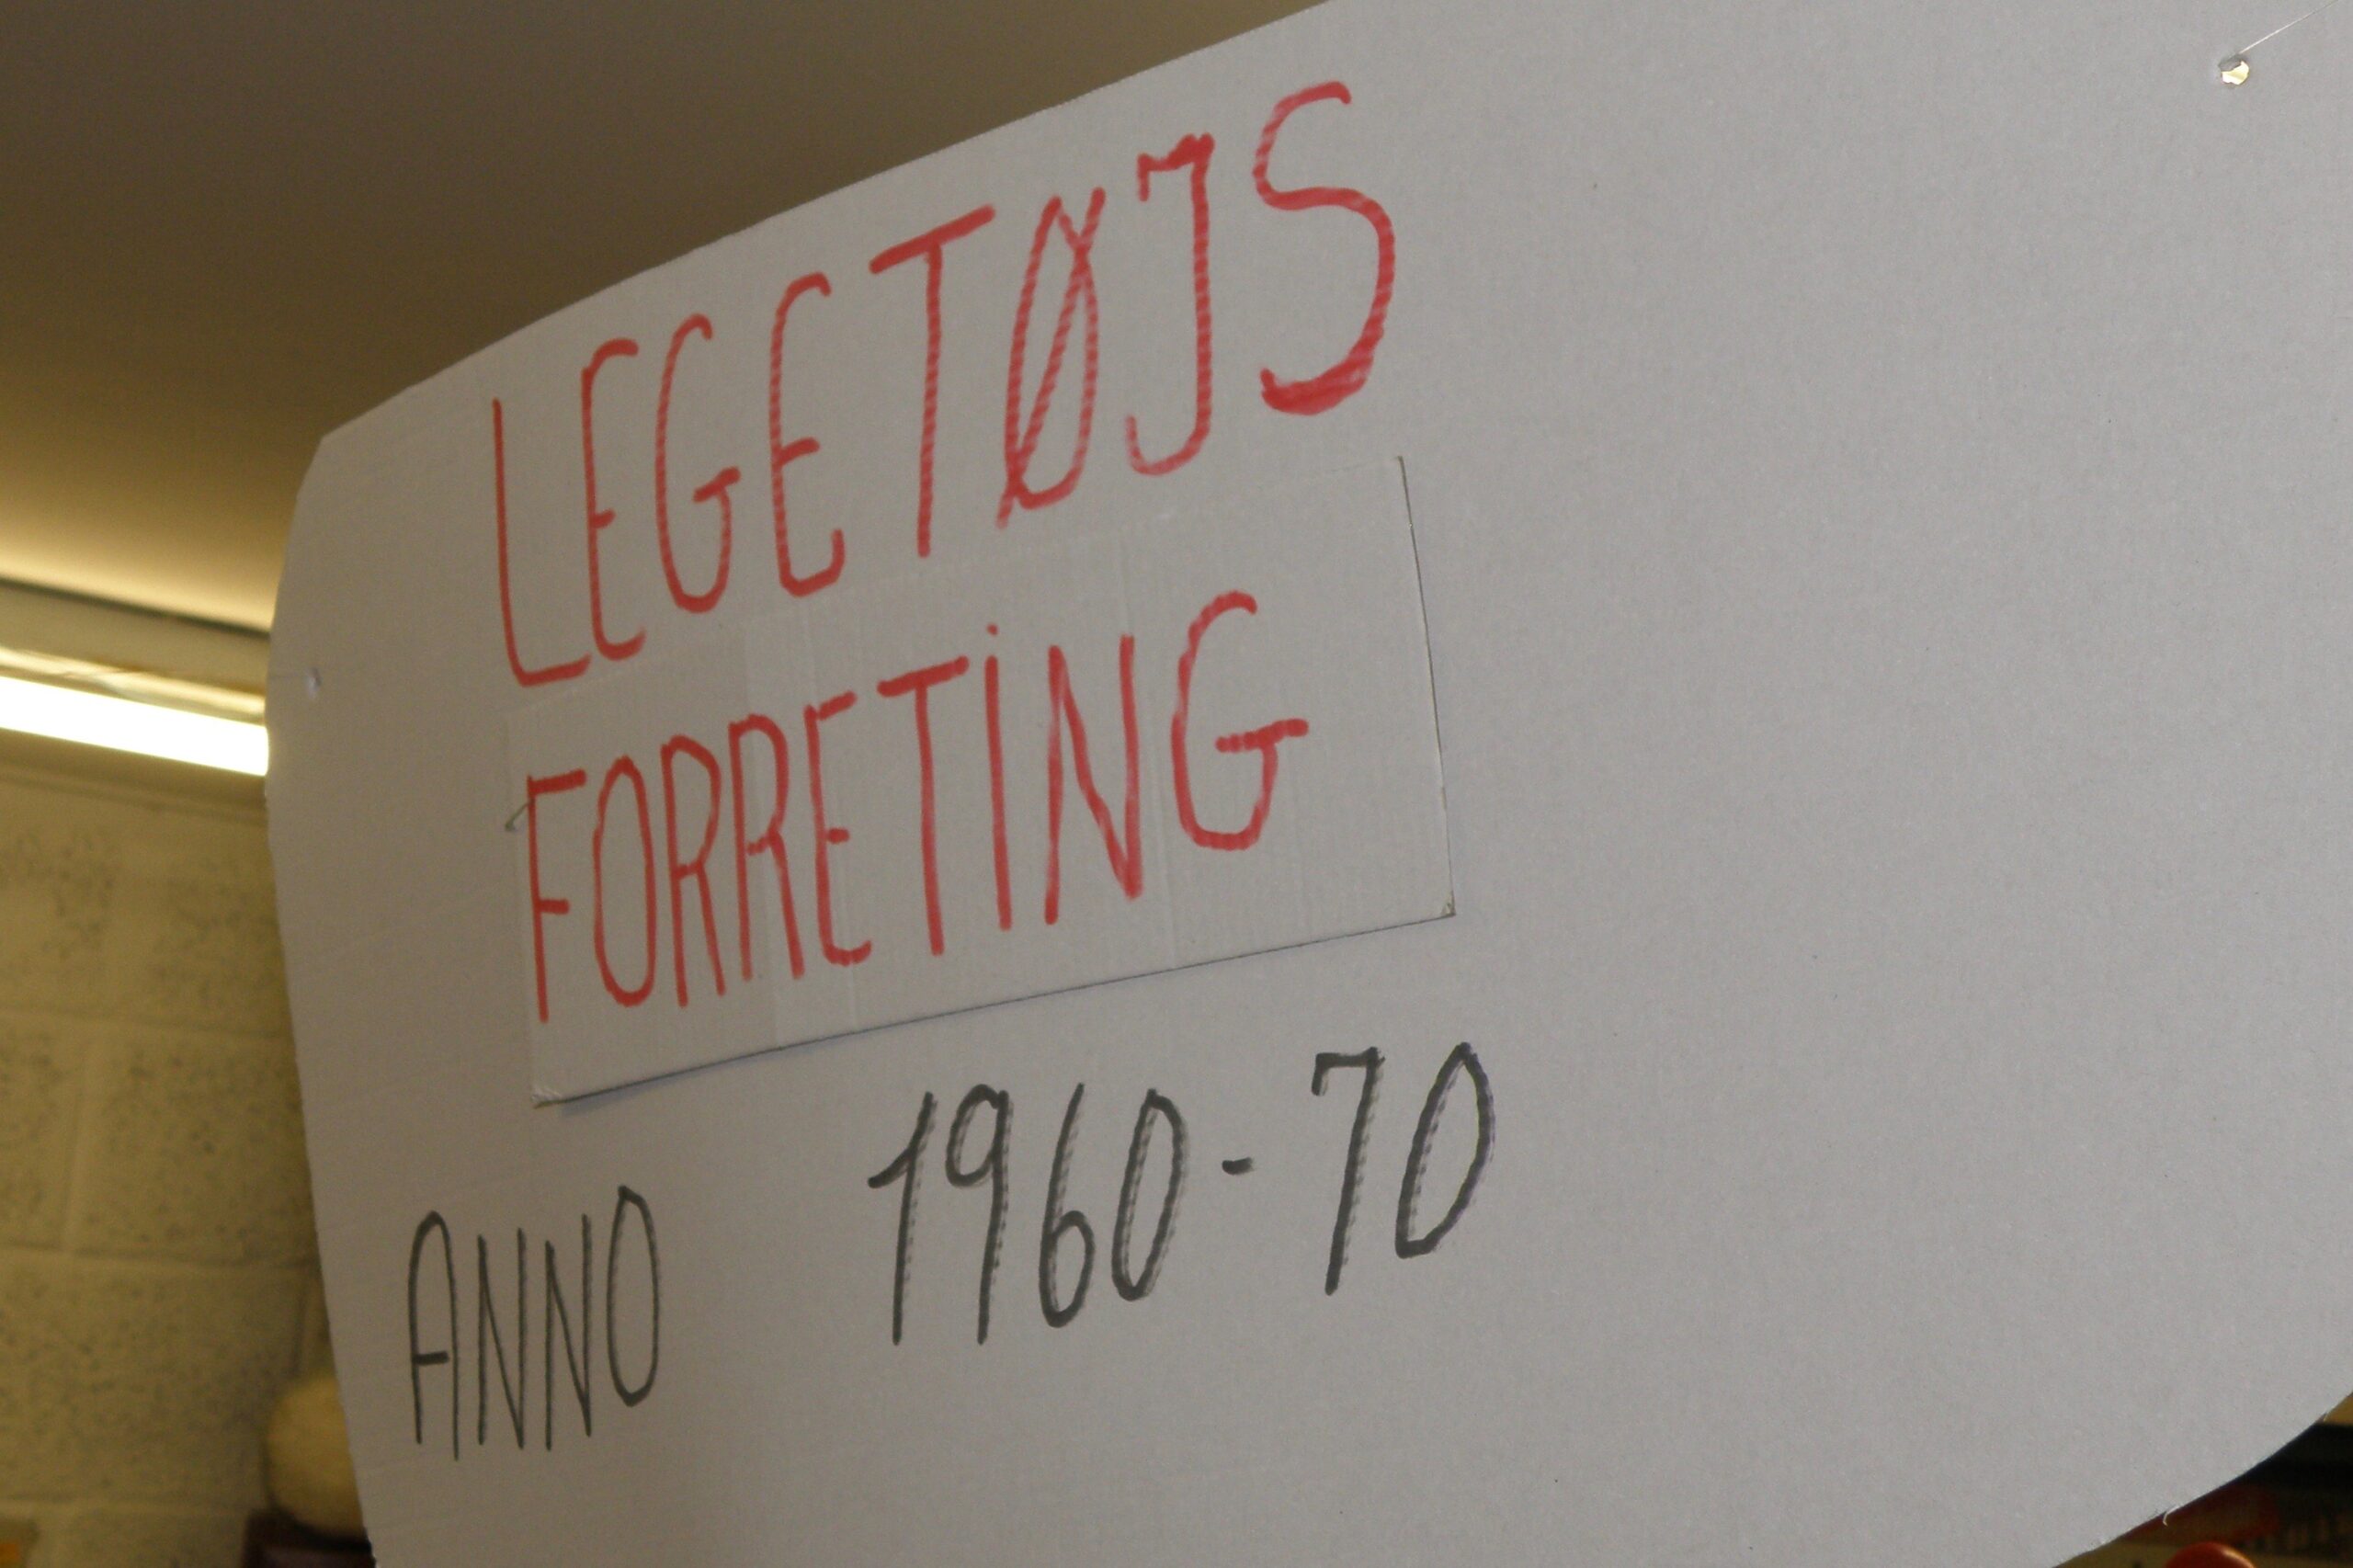 LEGETØJS
FORRETING
ANNO 1960-70